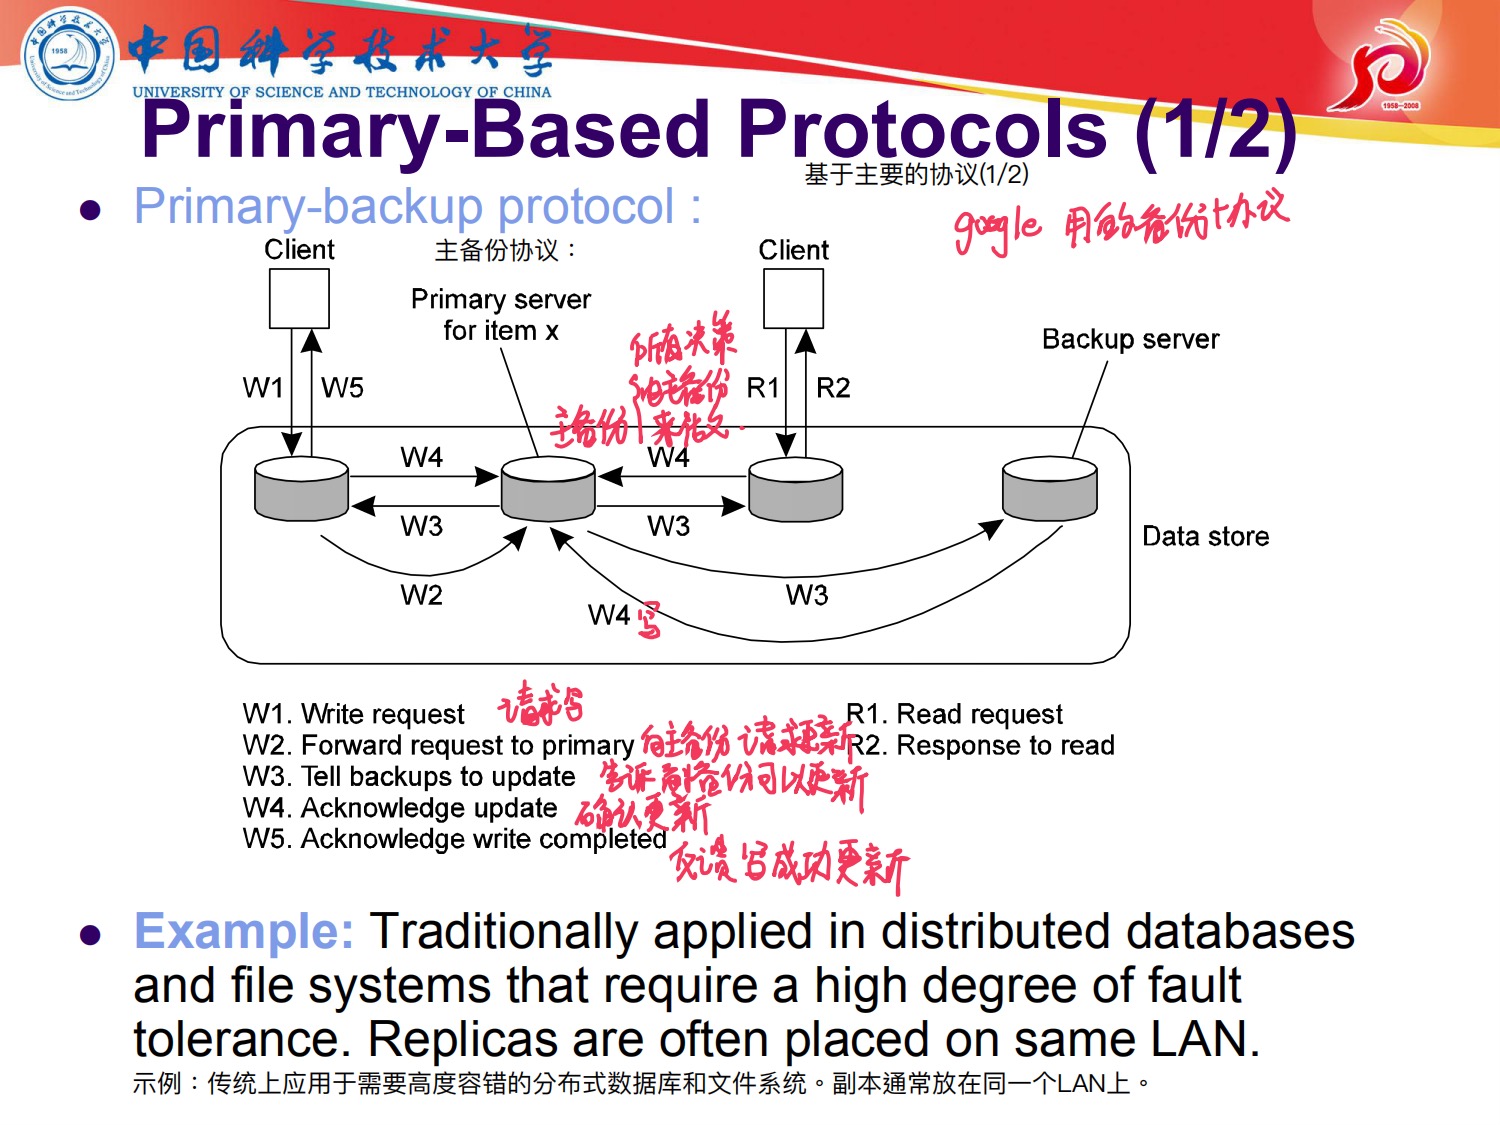 1958
中国科学技术大学
UNIVERSITY OF SCIENCE AND TECHNOLOGY OF CHINA
1958—2008
Primary-Based Protocols (1/2)
基于主要的协议(1/2)
Primary-backup protocol :
google 用的备份协议
Client
主备份协议：
Client
Primary server
for item x
所有决策
由主备份
主备份 来
Backup server
W1
W5
R1
R2
W4
W4
W3
W3
Data store
W2
W3
W4 写
W1. Write request 请求写
R1. Read request
W2. Forward request to primary 向主备份 请求更新
R2. Response to read
W3. Tell backups to update 告诉副备份可以更新
W4. Acknowledge update 确认更新
W5. Acknowledge write completed
写成功更新
Example: Traditionally applied in distributed databases
and file systems that require a high degree of fault
tolerance. Replicas are often placed on same LAN.
示例：传统上应用于需要高度容错的分布式数据库和文件系统。副本通常放在同一个LAN上。